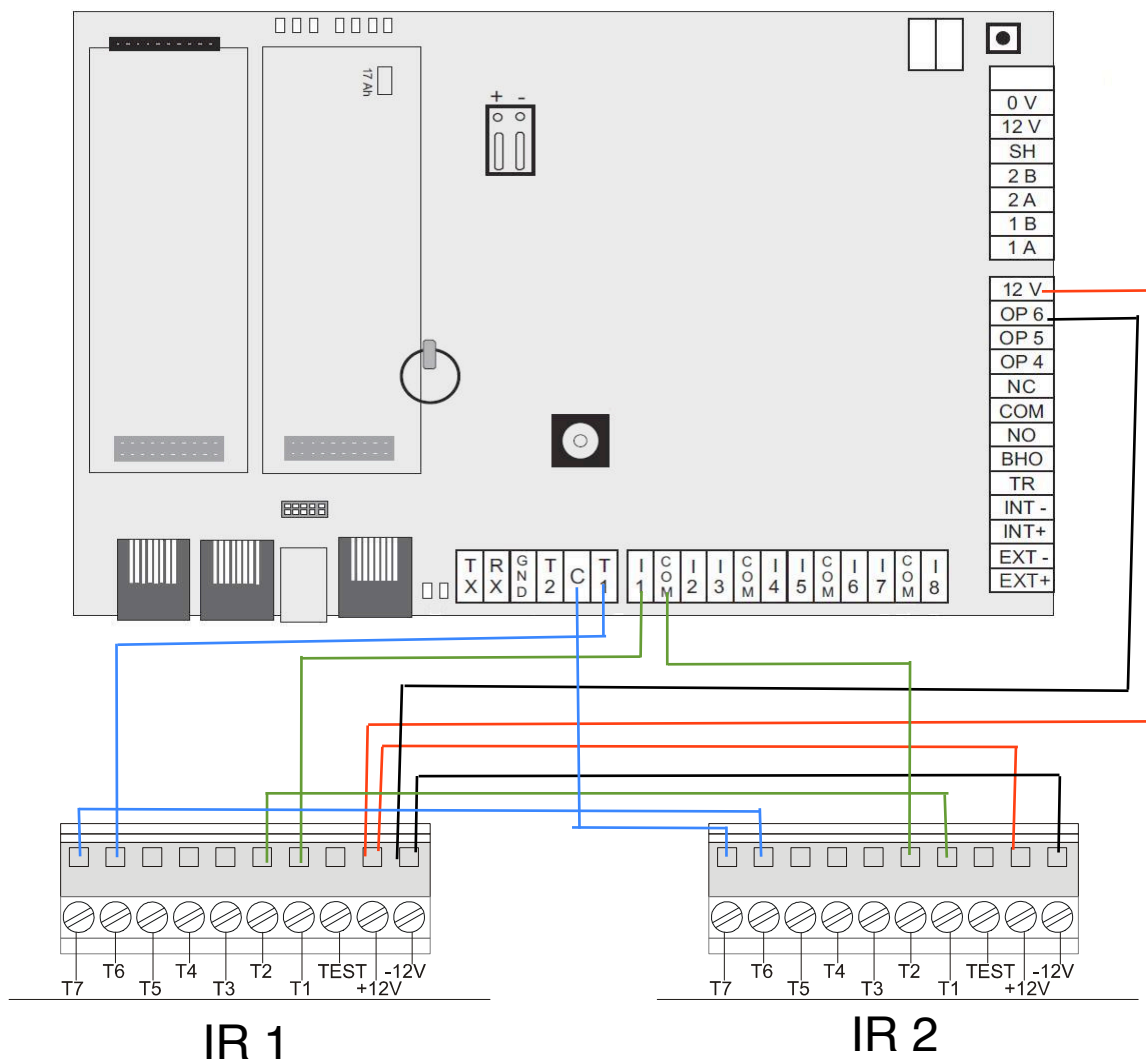 17 Ah
+ -
0 V
12 V
SH
2 B
2 A
1 B
1 A
12 V
OP 6
OP 5
OP 4
NC
COM
NO
BHO
TR
INT -
INT+
EXT -
EXT+
TX RX GND T2 C T1 I1 COM I2 I3 COM I4 I5 COM I6 I7 COM I8
T7 T6 T5 T4 T3 T2 T1 TEST +12V -12V
T7 T6 T5 T4 T3 T2 T1 TEST +12V -12V
IR 1
IR 2